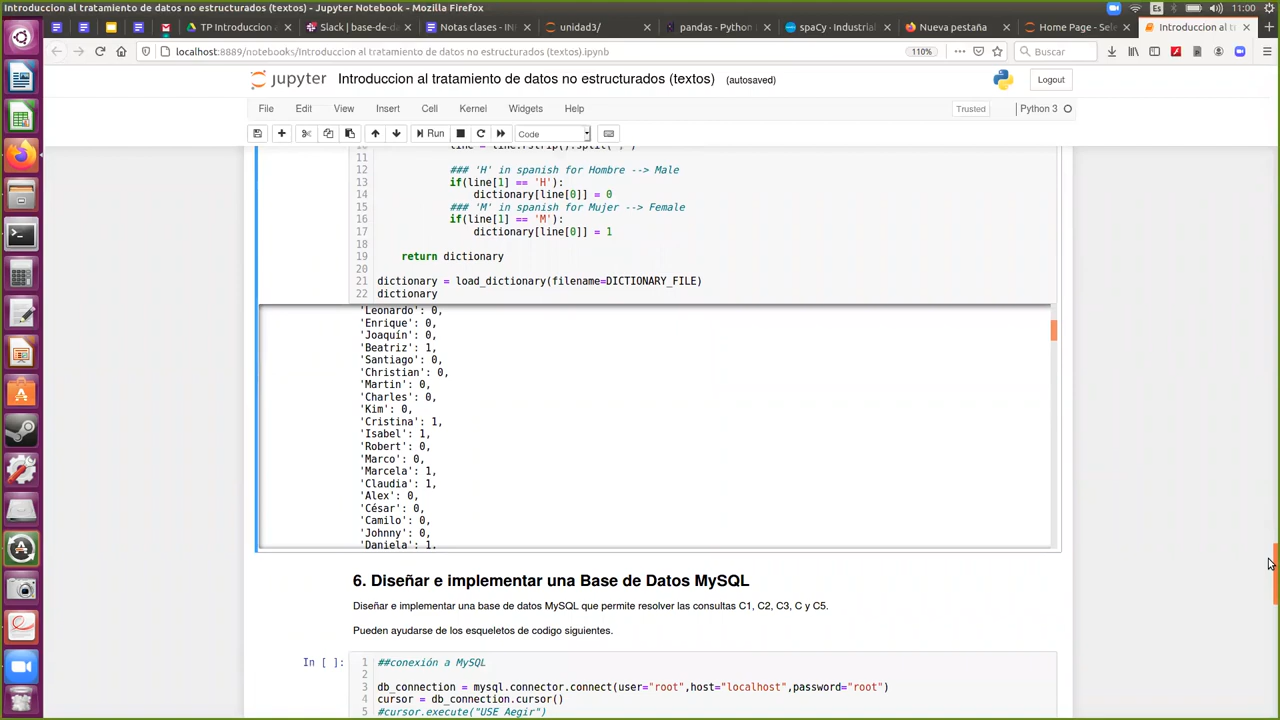 Introduccion al tratamiento de datos no estructurados (textos) - Jupyter Notebook - Mozilla Firefox
Es
11:00
TP Introduccion
Slack | base-de-da
Notas clases - IND
unidad3/
pandas - Python
spaCy · Industrial
Nueva pestaña
Home Page - Sele
Introduccion al tr
localhost:8889/notebooks/Introduccion al tratamiento de datos no estructurados (textos).ipynb
110%
Buscar
jupyter Introduccion al tratamiento de datos no estructurados (textos) (autosaved)
Logout
File Edit View Insert Cell Kernel Widgets Help
Trusted
Python 3
Run
Code
10 line = line.rstrip().split(',')
11
12 ### 'H' in spanish for Hombre --> Male
13 if(line[1] == 'H'):
14 dictionary[line[0]] = 0
15 ### 'M' in spanish for Mujer --> Female
16 if(line[1] == 'M'):
17 dictionary[line[0]] = 1
18
19 return dictionary
20
21 dictionary = load_dictionary(filename=DICTIONARY_FILE)
22 dictionary
'Leonardo': 0,
'Enrique': 0,
'Joaquín': 0,
'Beatriz': 1,
'Santiago': 0,
'Christian': 0,
'Martin': 0,
'Charles': 0,
'Kim': 0,
'Cristina': 1,
'Isabel': 1,
'Robert': 0,
'Marco': 0,
'Marcela': 1,
'Claudia': 1,
'Alex': 0,
'César': 0,
'Camilo': 0,
'Johnny': 0,
'Daniela': 1,
6. Diseñar e implementar una Base de Datos MySQL
Diseñar e implementar una base de datos MySQL que permite resolver las consultas C1, C2, C3, C y C5.
Pueden ayudarse de los esqueletos de codigo siguientes.
In [ ]:
1 ##conexión a MySQL
2
3 db_connection = mysql.connector.connect(user="root",host="localhost",password="root")
4 cursor = db_connection.cursor()
5 #cursor.execute("USE Aegir")